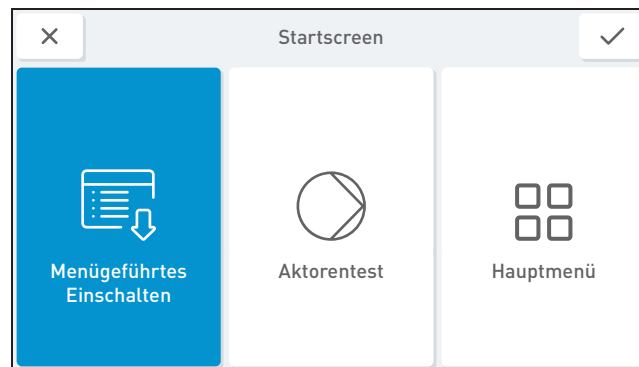 Startscreen
Menügeführtes
Einschalten
Aktorentest
Hauptmenü